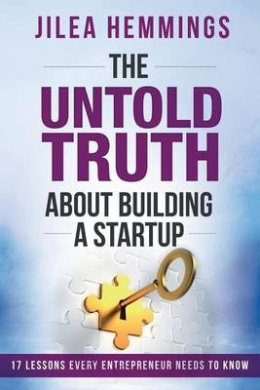 JILEA HEMMINGS
THE
UNTOLD
TRUTH
ABOUT BUILDING
A STARTUP
17 LESSONS EVERY ENTREPRENEUR NEEDS TO KNOW